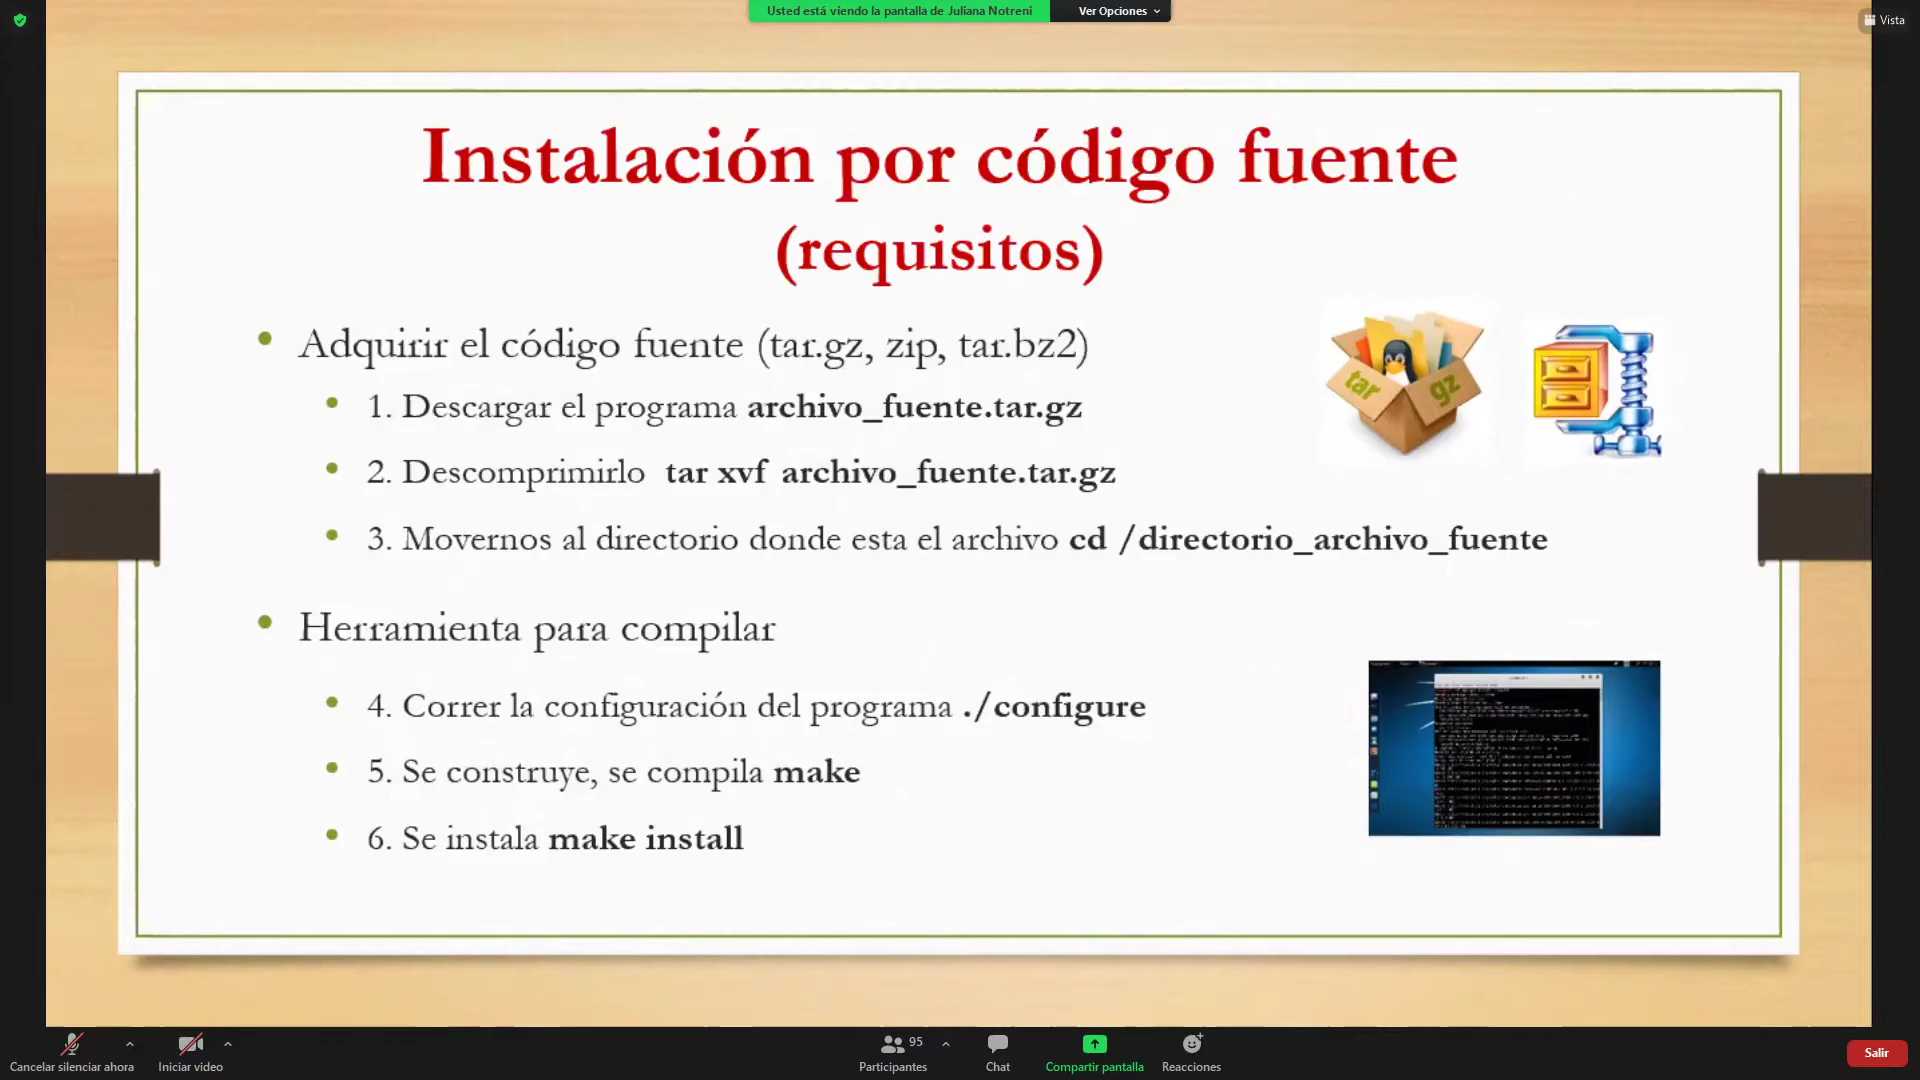 Usted está viendo la pantalla de Juliana Notreni
Ver Opciones
Vista
Instalación por código fuente
(requisitos)
• Adquirir el código fuente (tar.gz, zip, tar.bz2)
• 1. Descargar el programa archivo_fuente.tar.gz
• 2. Descomprimirlo tar xvf archivo_fuente.tar.gz
• 3. Movernos al directorio donde esta el archivo cd /directorio_archivo_fuente
tar
gz
• Herramienta para compilar
• 4. Correr la configuración del programa ./configure
• 5. Se construye, se compila make
• 6. Se instala make install
Cancelar silenciar ahora
Iniciar video
95
Participantes
Chat
Compartir pantalla
Reacciones
Salir